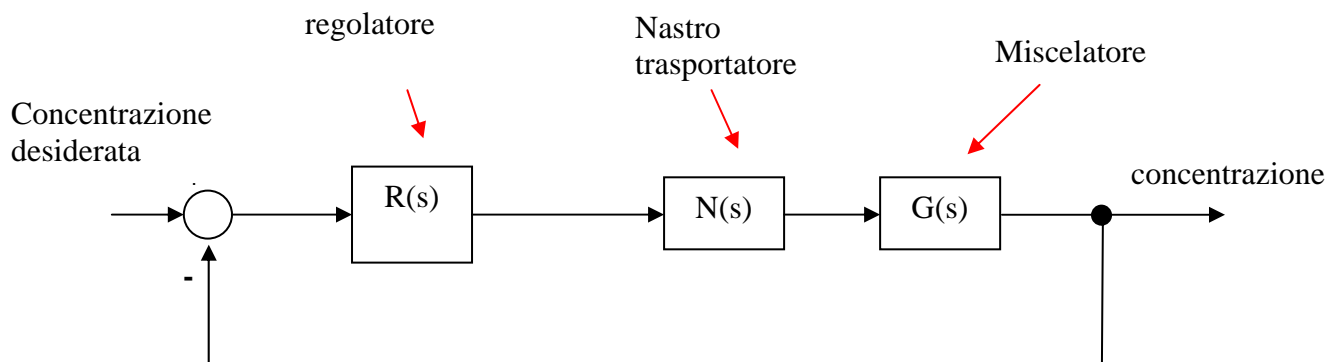 regolatore
Nastro
trasportatore
Miscelatore
Concentrazione
desiderata
R(s)
N(s)
G(s)
concentrazione
-